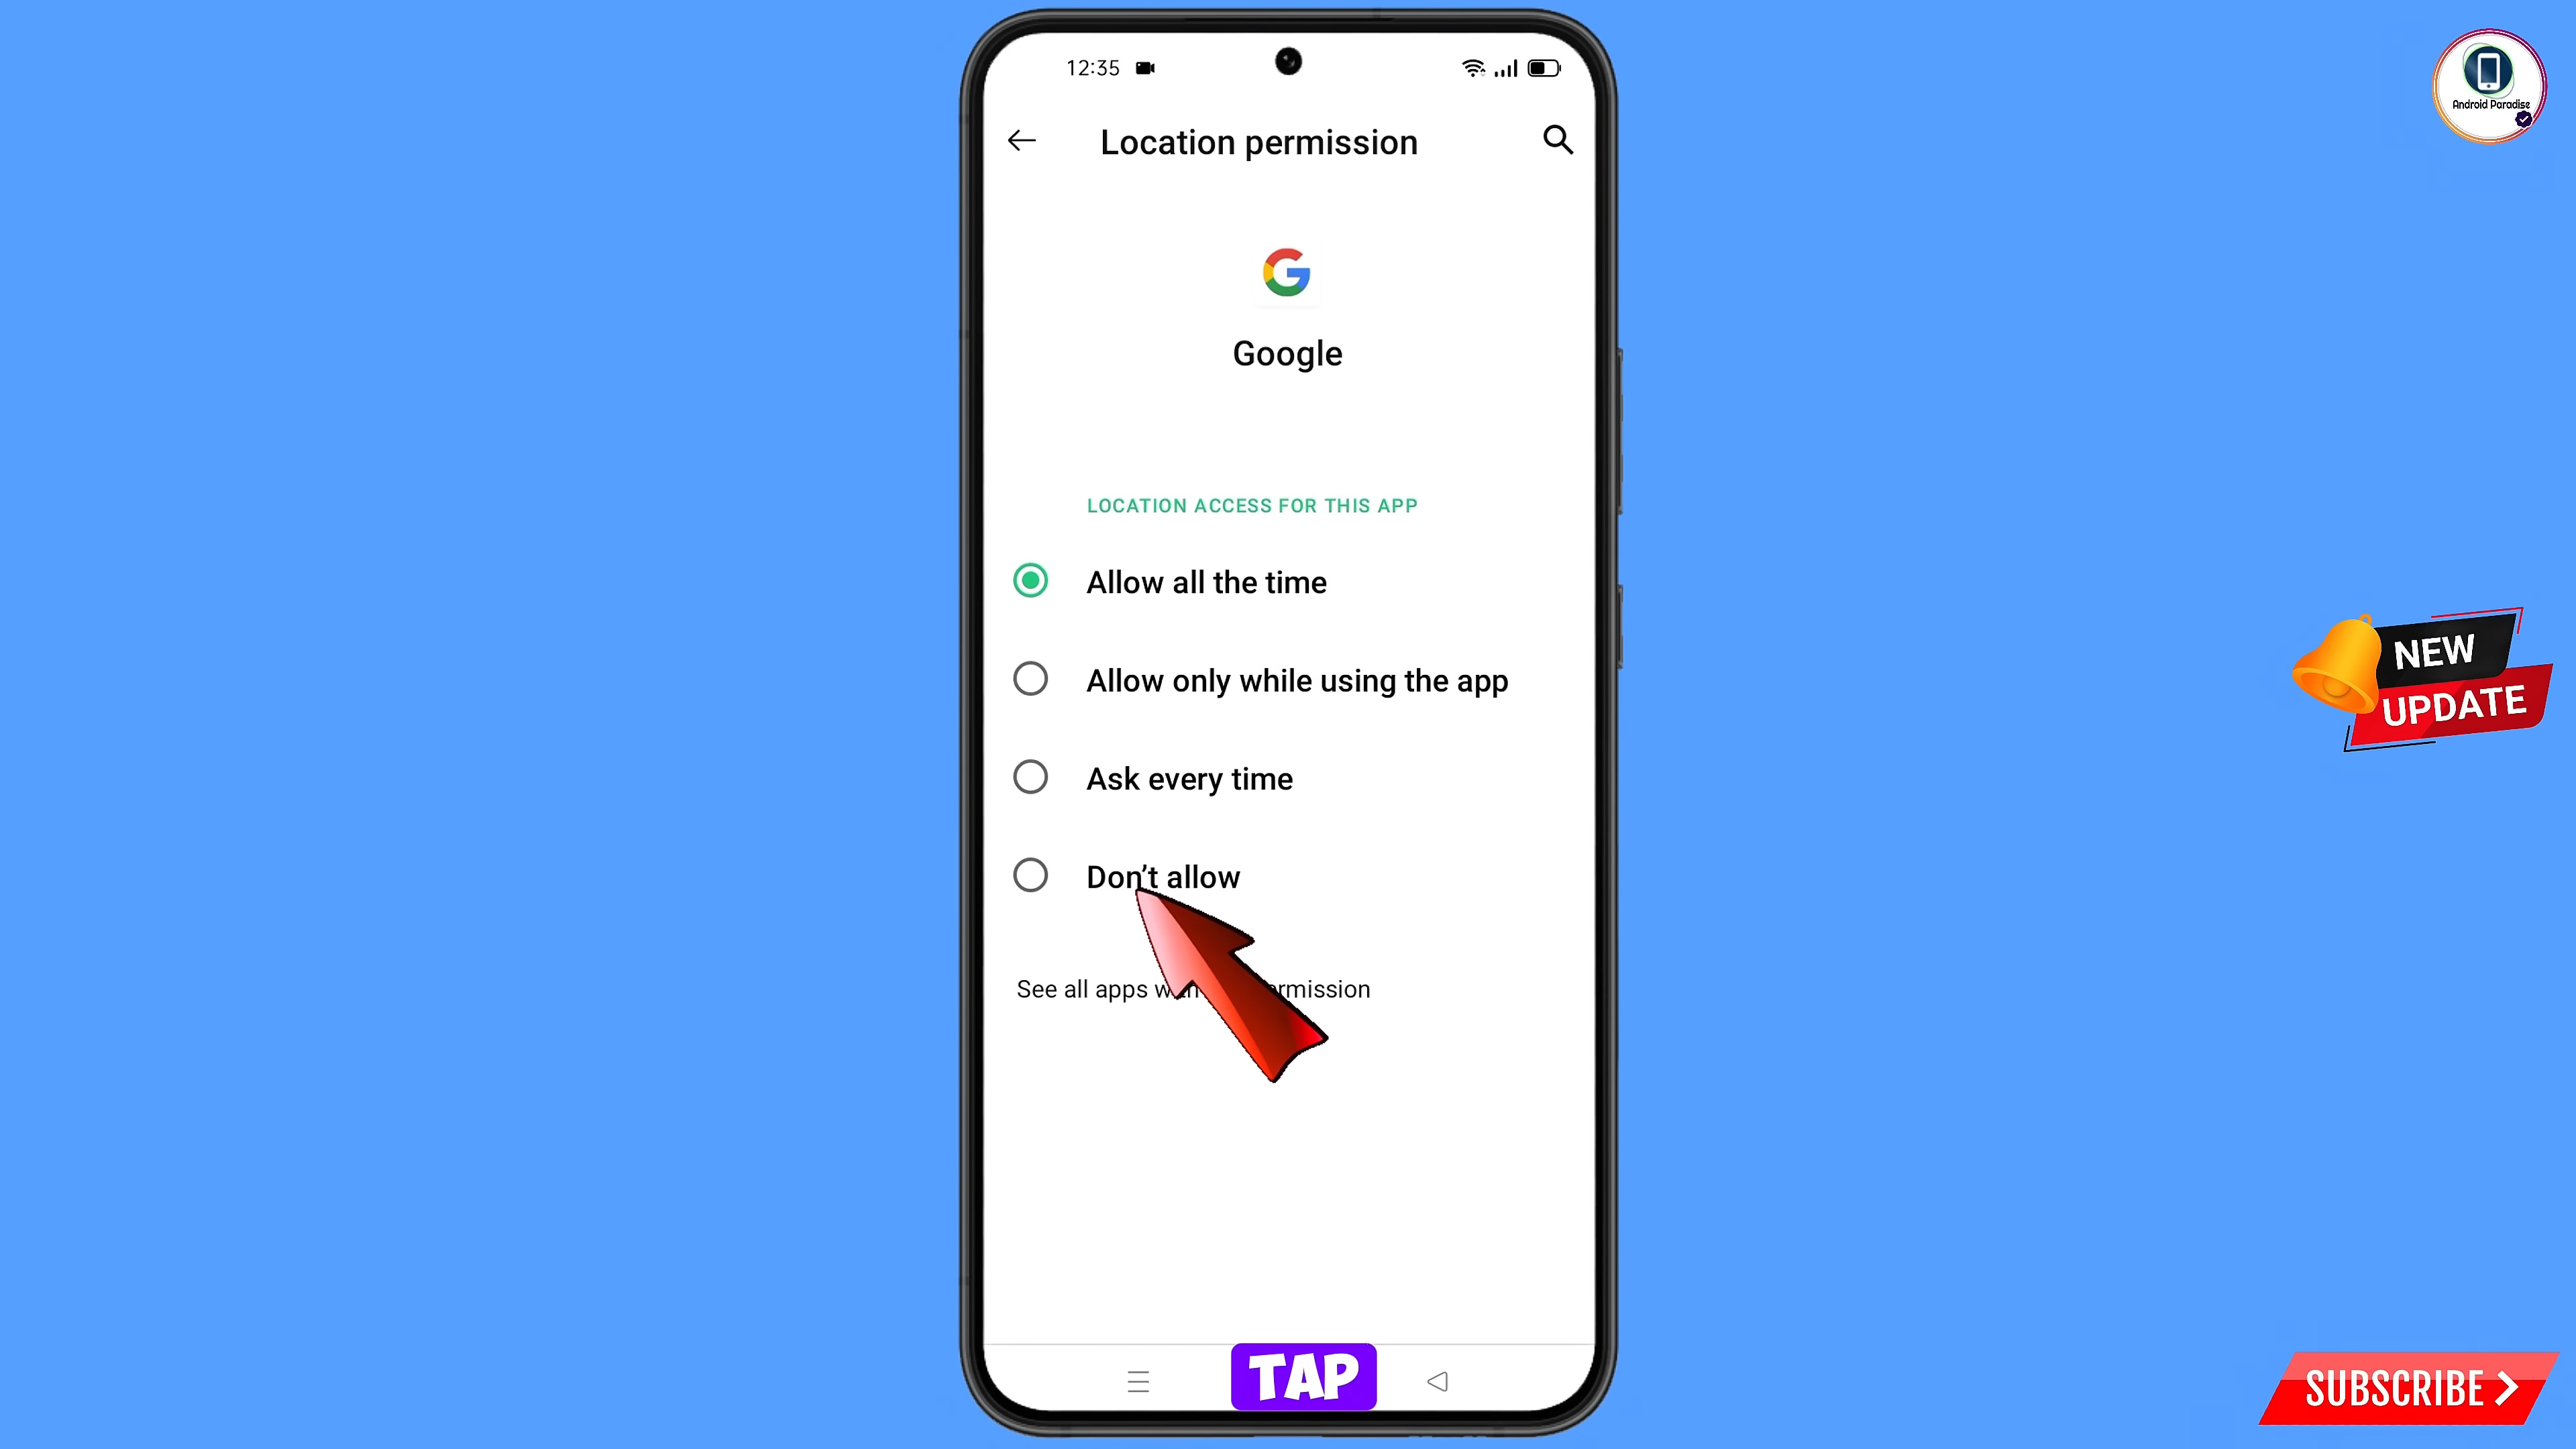 12:35
Android Paradise
Location permission
Google
LOCATION ACCESS FOR THIS APP
Allow all the time
Allow only while using the app
NEW
UPDATE
Ask every time
Don't allow
See all apps ermission
TAP
SUBSCRIBE